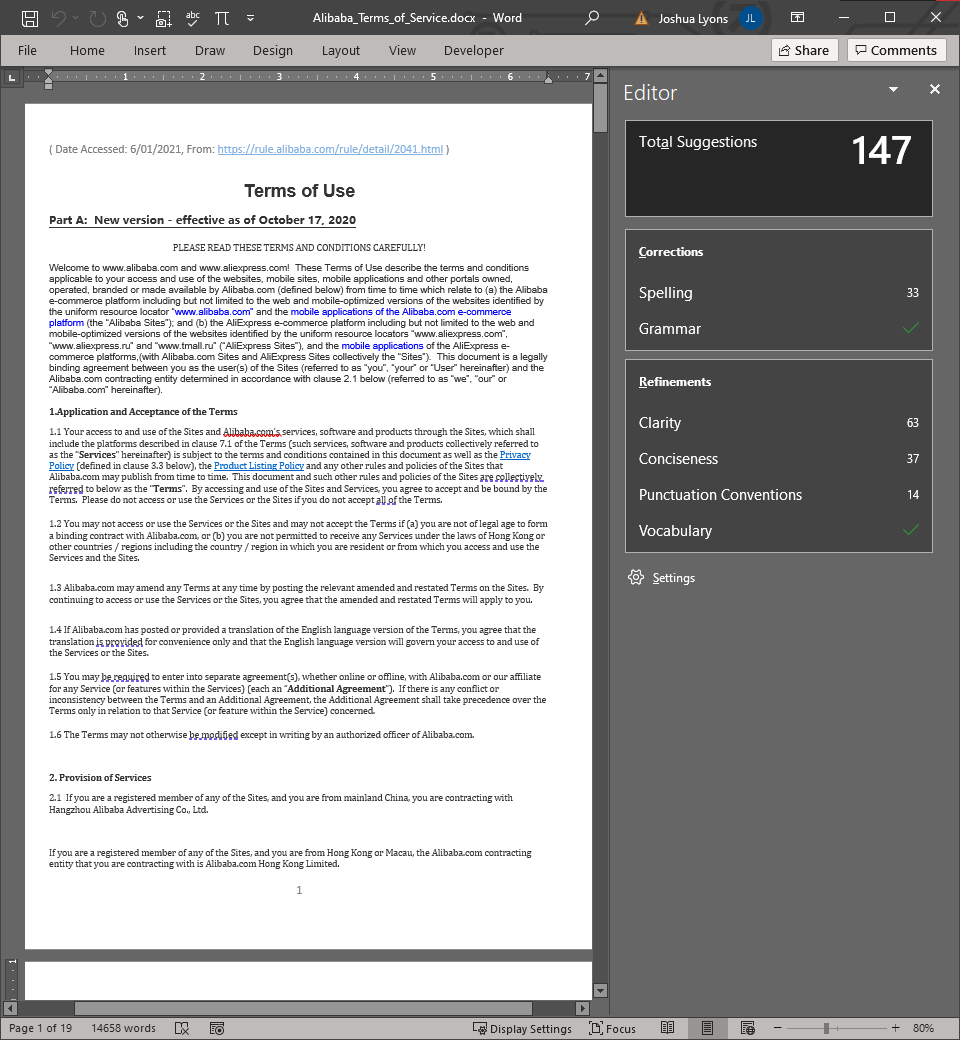 abc
Alibaba_Terms_of_Service.docx - Word
Joshua Lyons JL
File Home Insert Draw Design Layout View Developer
Share Comments
1 2 3 4 5 6 7
( Date Accessed: 6/01/2021, From: https://rule.alibaba.com/rule/detail/2041.html )
Terms of Use
Part A: New version - effective as of October 17, 2020
PLEASE READ THESE TERMS AND CONDITIONS CAREFULLY!
Welcome to www.alibaba.com and www.aliexpress.com! These Terms of Use describe the terms and conditions
applicable to your access and use of the websites, mobile sites, mobile applications and other portals owned,
operated, branded or made available by Alibaba.com (defined below) from time to time which relate to (a) the Alibaba
e-commerce platform including but not limited to the web and mobile-optimized versions of the websites identified by
the uniform resource locator “www.alibaba.com” and the mobile applications of the Alibaba.com e-commerce
platform (the “Alibaba Sites”); and (b) the AliExpress e-commerce platform including but not limited to the web and
mobile-optimized versions of the websites identified by the uniform resource locators “www.aliexpress.com”,
“www.aliexpress.ru” and “www.tmall.ru” (“AliExpress Sites”), and the mobile applications of the AliExpress e-
commerce platforms,(with Alibaba.com Sites and AliExpress Sites collectively the “Sites”). This document is a legally
binding agreement between you as the user(s) of the Sites (referred to as “you”, “your” or “User” hereinafter) and the
Alibaba.com contracting entity determined in accordance with clause 2.1 below (referred to as “we”, “our” or
“Alibaba.com” hereinafter).
1.Application and Acceptance of the Terms
1.1 Your access to and use of the Sites and Alibaba.com's services, software and products through the Sites, which shall
include the platforms described in clause 7.1 of the Terms (such services, software and products collectively referred to
as the “Services” hereinafter) is subject to the terms and conditions contained in this document as well as the Privacy
Policy (defined in clause 3.3 below), the Product Listing Policy and any other rules and policies of the Sites that
Alibaba.com may publish from time to time. This document and such other rules and policies of the Sites are collectively
referred to below as the “Terms”. By accessing and use of the Sites and Services, you agree to accept and be bound by the
Terms. Please do not access or use the Services or the Sites if you do not accept all of the Terms.
1.2 You may not access or use the Services or the Sites and may not accept the Terms if (a) you are not of legal age to form
a binding contract with Alibaba.com, or (b) you are not permitted to receive any Services under the laws of Hong Kong or
other countries / regions including the country / region in which you are resident or from which you access and use the
Services and the Sites.
1.3 Alibaba.com may amend any Terms at any time by posting the relevant amended and restated Terms on the Sites. By
continuing to access or use the Services or the Sites, you agree that the amended and restated Terms will apply to you.
1.4 If Alibaba.com has posted or provided a translation of the English language version of the Terms, you agree that the
translation is provided for convenience only and that the English language version will govern your access to and use of
the Services or the Sites.
1.5 You may be required to enter into separate agreement(s), whether online or offline, with Alibaba.com or our affiliate
for any Service (or features within the Services) (each an “Additional Agreement”). If there is any conflict or
inconsistency between the Terms and an Additional Agreement, the Additional Agreement shall take precedence over the
Terms only in relation to that Service (or feature within the Service) concerned.
1.6 The Terms may not otherwise be modified except in writing by an authorized officer of Alibaba.com.
2. Provision of Services
2.1 If you are a registered member of any of the Sites, and you are from mainland China, you are contracting with
Hangzhou Alibaba Advertising Co., Ltd.
If you are a registered member of any of the Sites, and you are from Hong Kong or Macau, the Alibaba.com contracting
entity that you are contracting with is Alibaba.com Hong Kong Limited.
1
1
Editor
Total Suggestions 147
Corrections
Spelling 33
Grammar
Refinements
Clarity 63
Conciseness 37
Punctuation Conventions 14
Vocabulary
Settings
Page 1 of 19 14658 words Display Settings Focus 80%